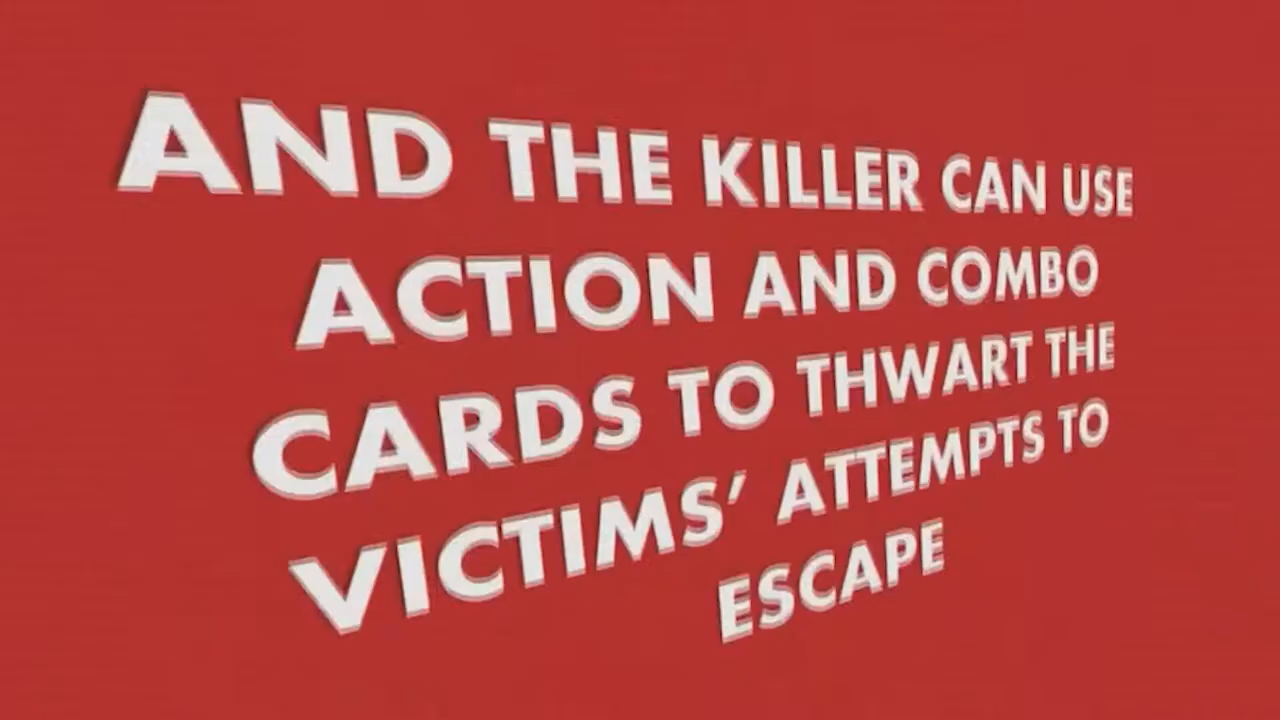 AND THE KILLER CAN USE
ACTION AND COMBO
CARDS TO THWART THE
VICTIMS’ ATTEMPTS TO
ESCAPE